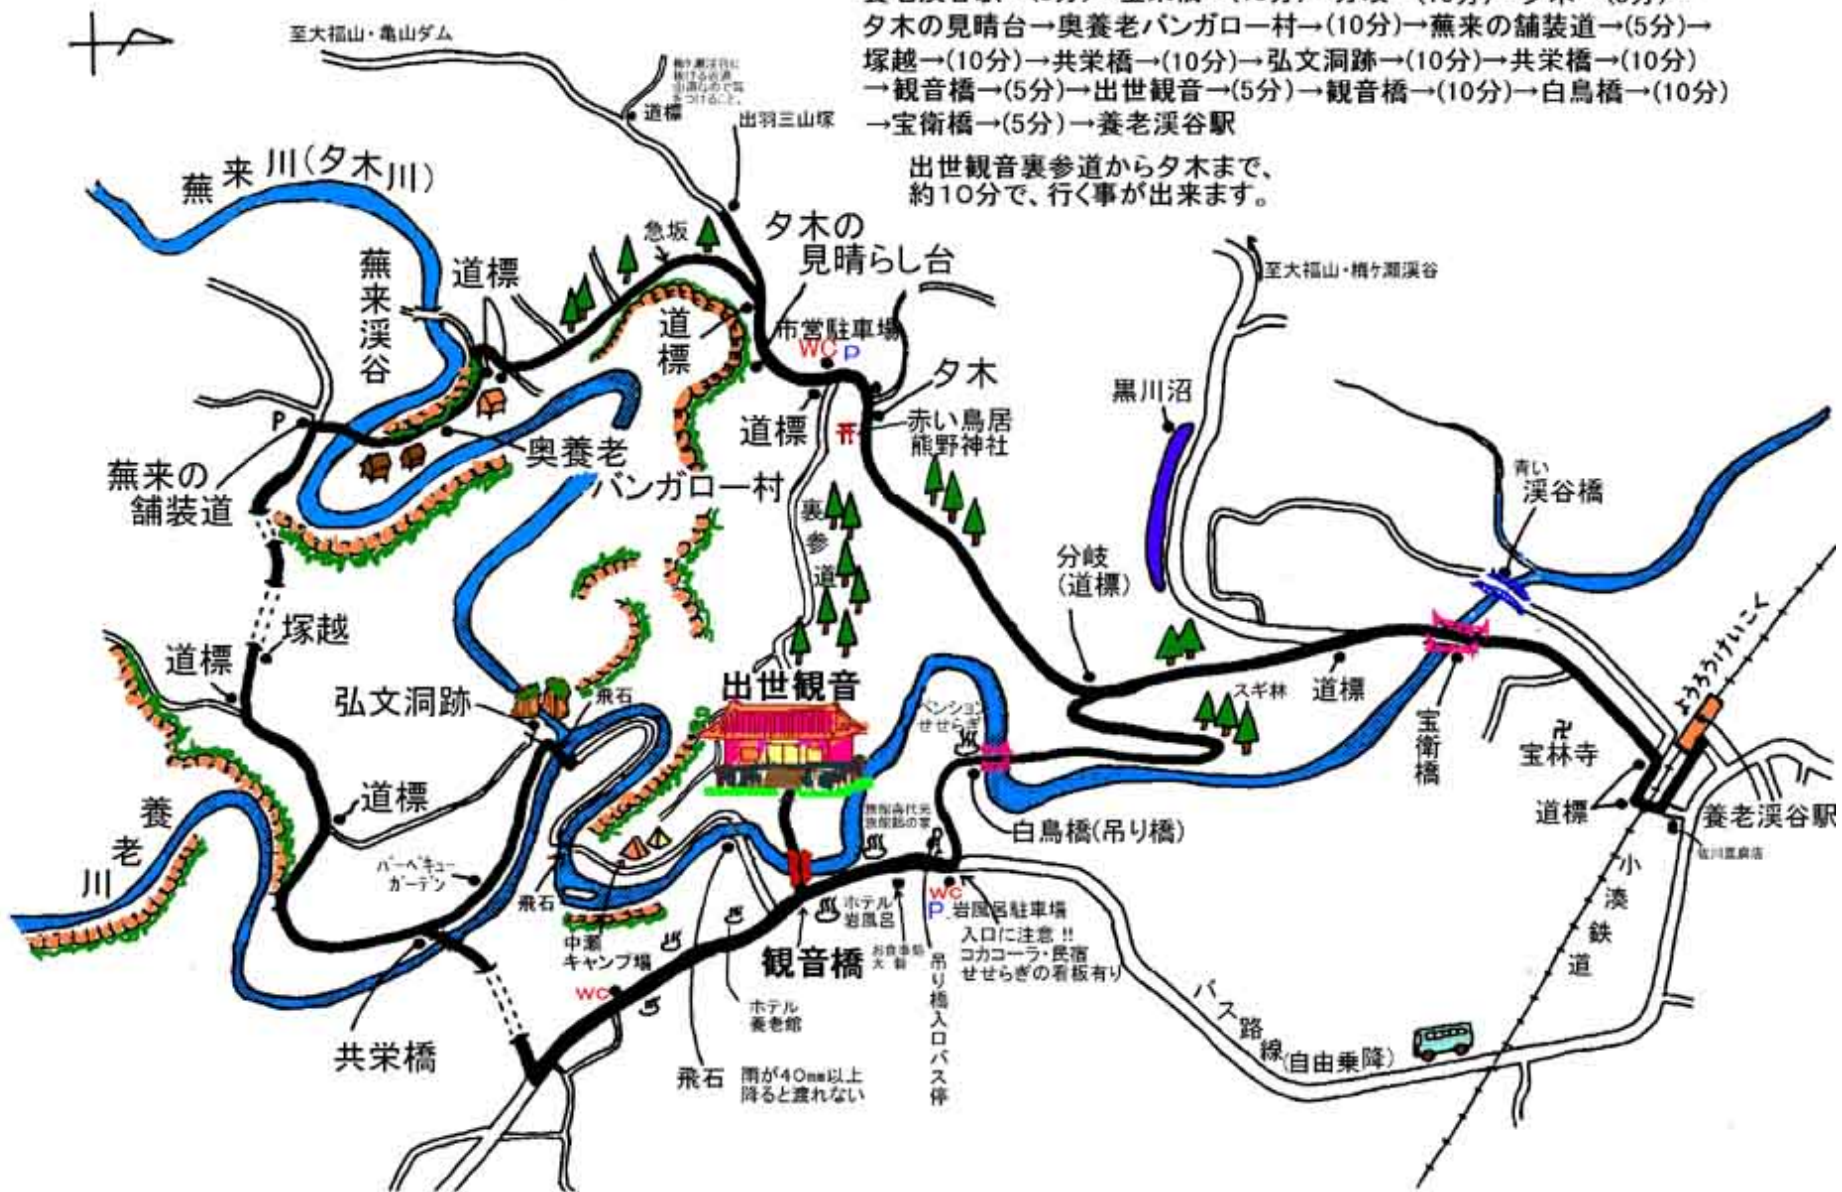 タ木の見晴台→奥養老バンガロー村→(10分)→蕪来の舗装道→(5分)→
塚越→(10分)→共栄橋→(10分)→弘文洞跡→(10分)→共栄橋→(10分)
→観音橋→(5分)→出世観音→(5分)→観音橋→(10分)→白鳥橋→(10分)
→宝衛橋→(5分)→養老渓谷駅
出世観音裏参道から夕木まで、
約10分で、行く事が出来ます。
至大福山・亀山ダム
道標
出羽三山塚
蕪来川(夕木川)
急坂
夕木の
見晴らし台
至大福山・梅ケ瀬渓谷
蕪来渓谷
道標
道標
市営駐車場
WC P
夕木
黒川沼
道標
赤い鳥居
熊野神社
P
奥養老
バンガロー村
蕪来の
舗装道
青い
渓谷橋
裏参道
分岐
(道標)
塚越
道標
弘文洞跡
飛石
出世観音
ペンション
せせらぎ
スギ林
道標
宝衛橋
卍
宝林寺
ようろうけいこく
道標
養老渓谷駅
養老川
道標
バーベキュー
ガーデン
飛石
白鳥橋(吊り橋)
小湊鉄道
中瀬
キャンプ場
ホテル
岩風呂
観音橋
WC
P
岩風呂駐車場
入口に注意!!
コカコーラ・民宿
せせらぎの看板有り
吊り橋入口バス停
WC
ホテル
養老館
共栄橋
飛石
雨が40mm以上
降ると渡れない
バス路線(自由乗降)